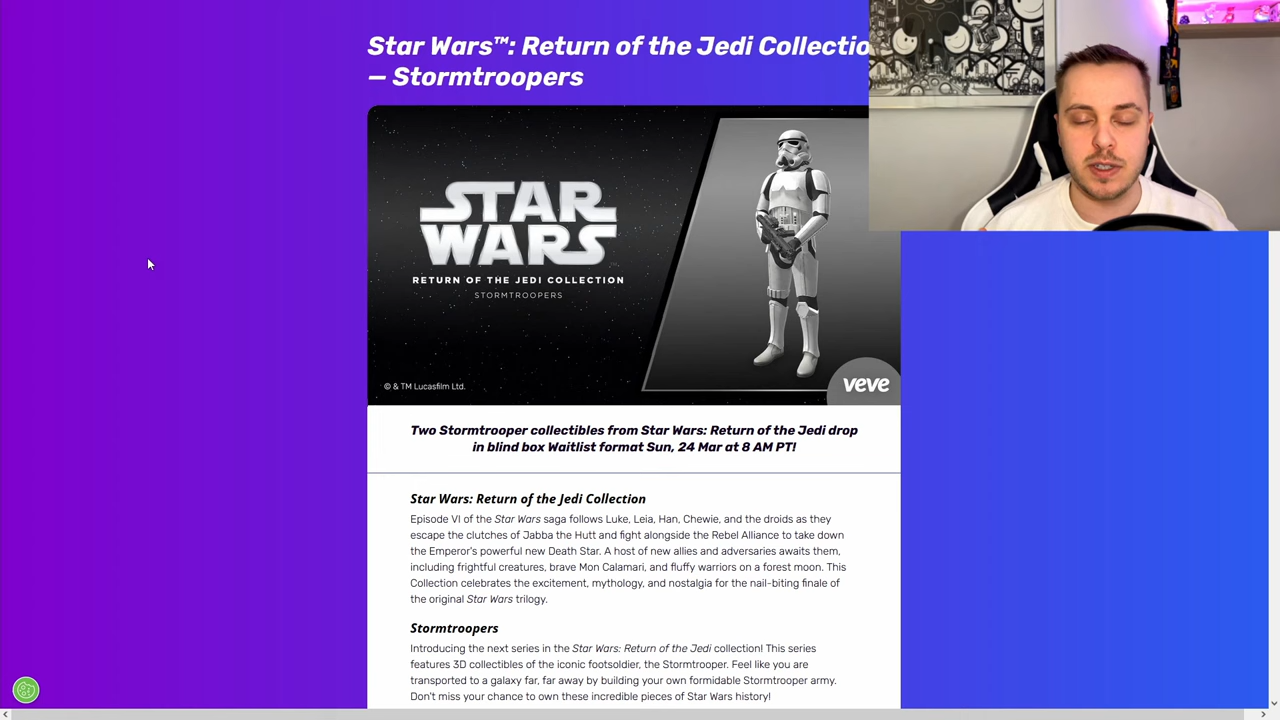 Star Wars™: Return of the Jedi Collectio
— Stormtroopers
STAR
WARS
RETURN OF THE JEDI COLLECTION
STORMTROOPERS
© & TM Lucasfilm Ltd.
veve
Two Stormtrooper collectibles from Star Wars: Return of the Jedi drop
in blind box Waitlist format Sun, 24 Mar at 8 AM PT!
Star Wars: Return of the Jedi Collection
Episode VI of the Star Wars saga follows Luke, Leia, Han, Chewie, and the droids as they
escape the clutches of Jabba the Hutt and fight alongside the Rebel Alliance to take down
the Emperor's powerful new Death Star. A host of new allies and adversaries awaits them,
including frightful creatures, brave Mon Calamari, and fluffy warriors on a forest moon. This
Collection celebrates the excitement, mythology, and nostalgia for the nail-biting finale of
the original Star Wars trilogy.
Stormtroopers
Introducing the next series in the Star Wars: Return of the Jedi collection! This series
features 3D collectibles of the iconic footsoldier, the Stormtrooper. Feel like you are
transported to a galaxy far, far away by building your own formidable Stormtrooper army.
Don't miss your chance to own these incredible pieces of Star Wars history!